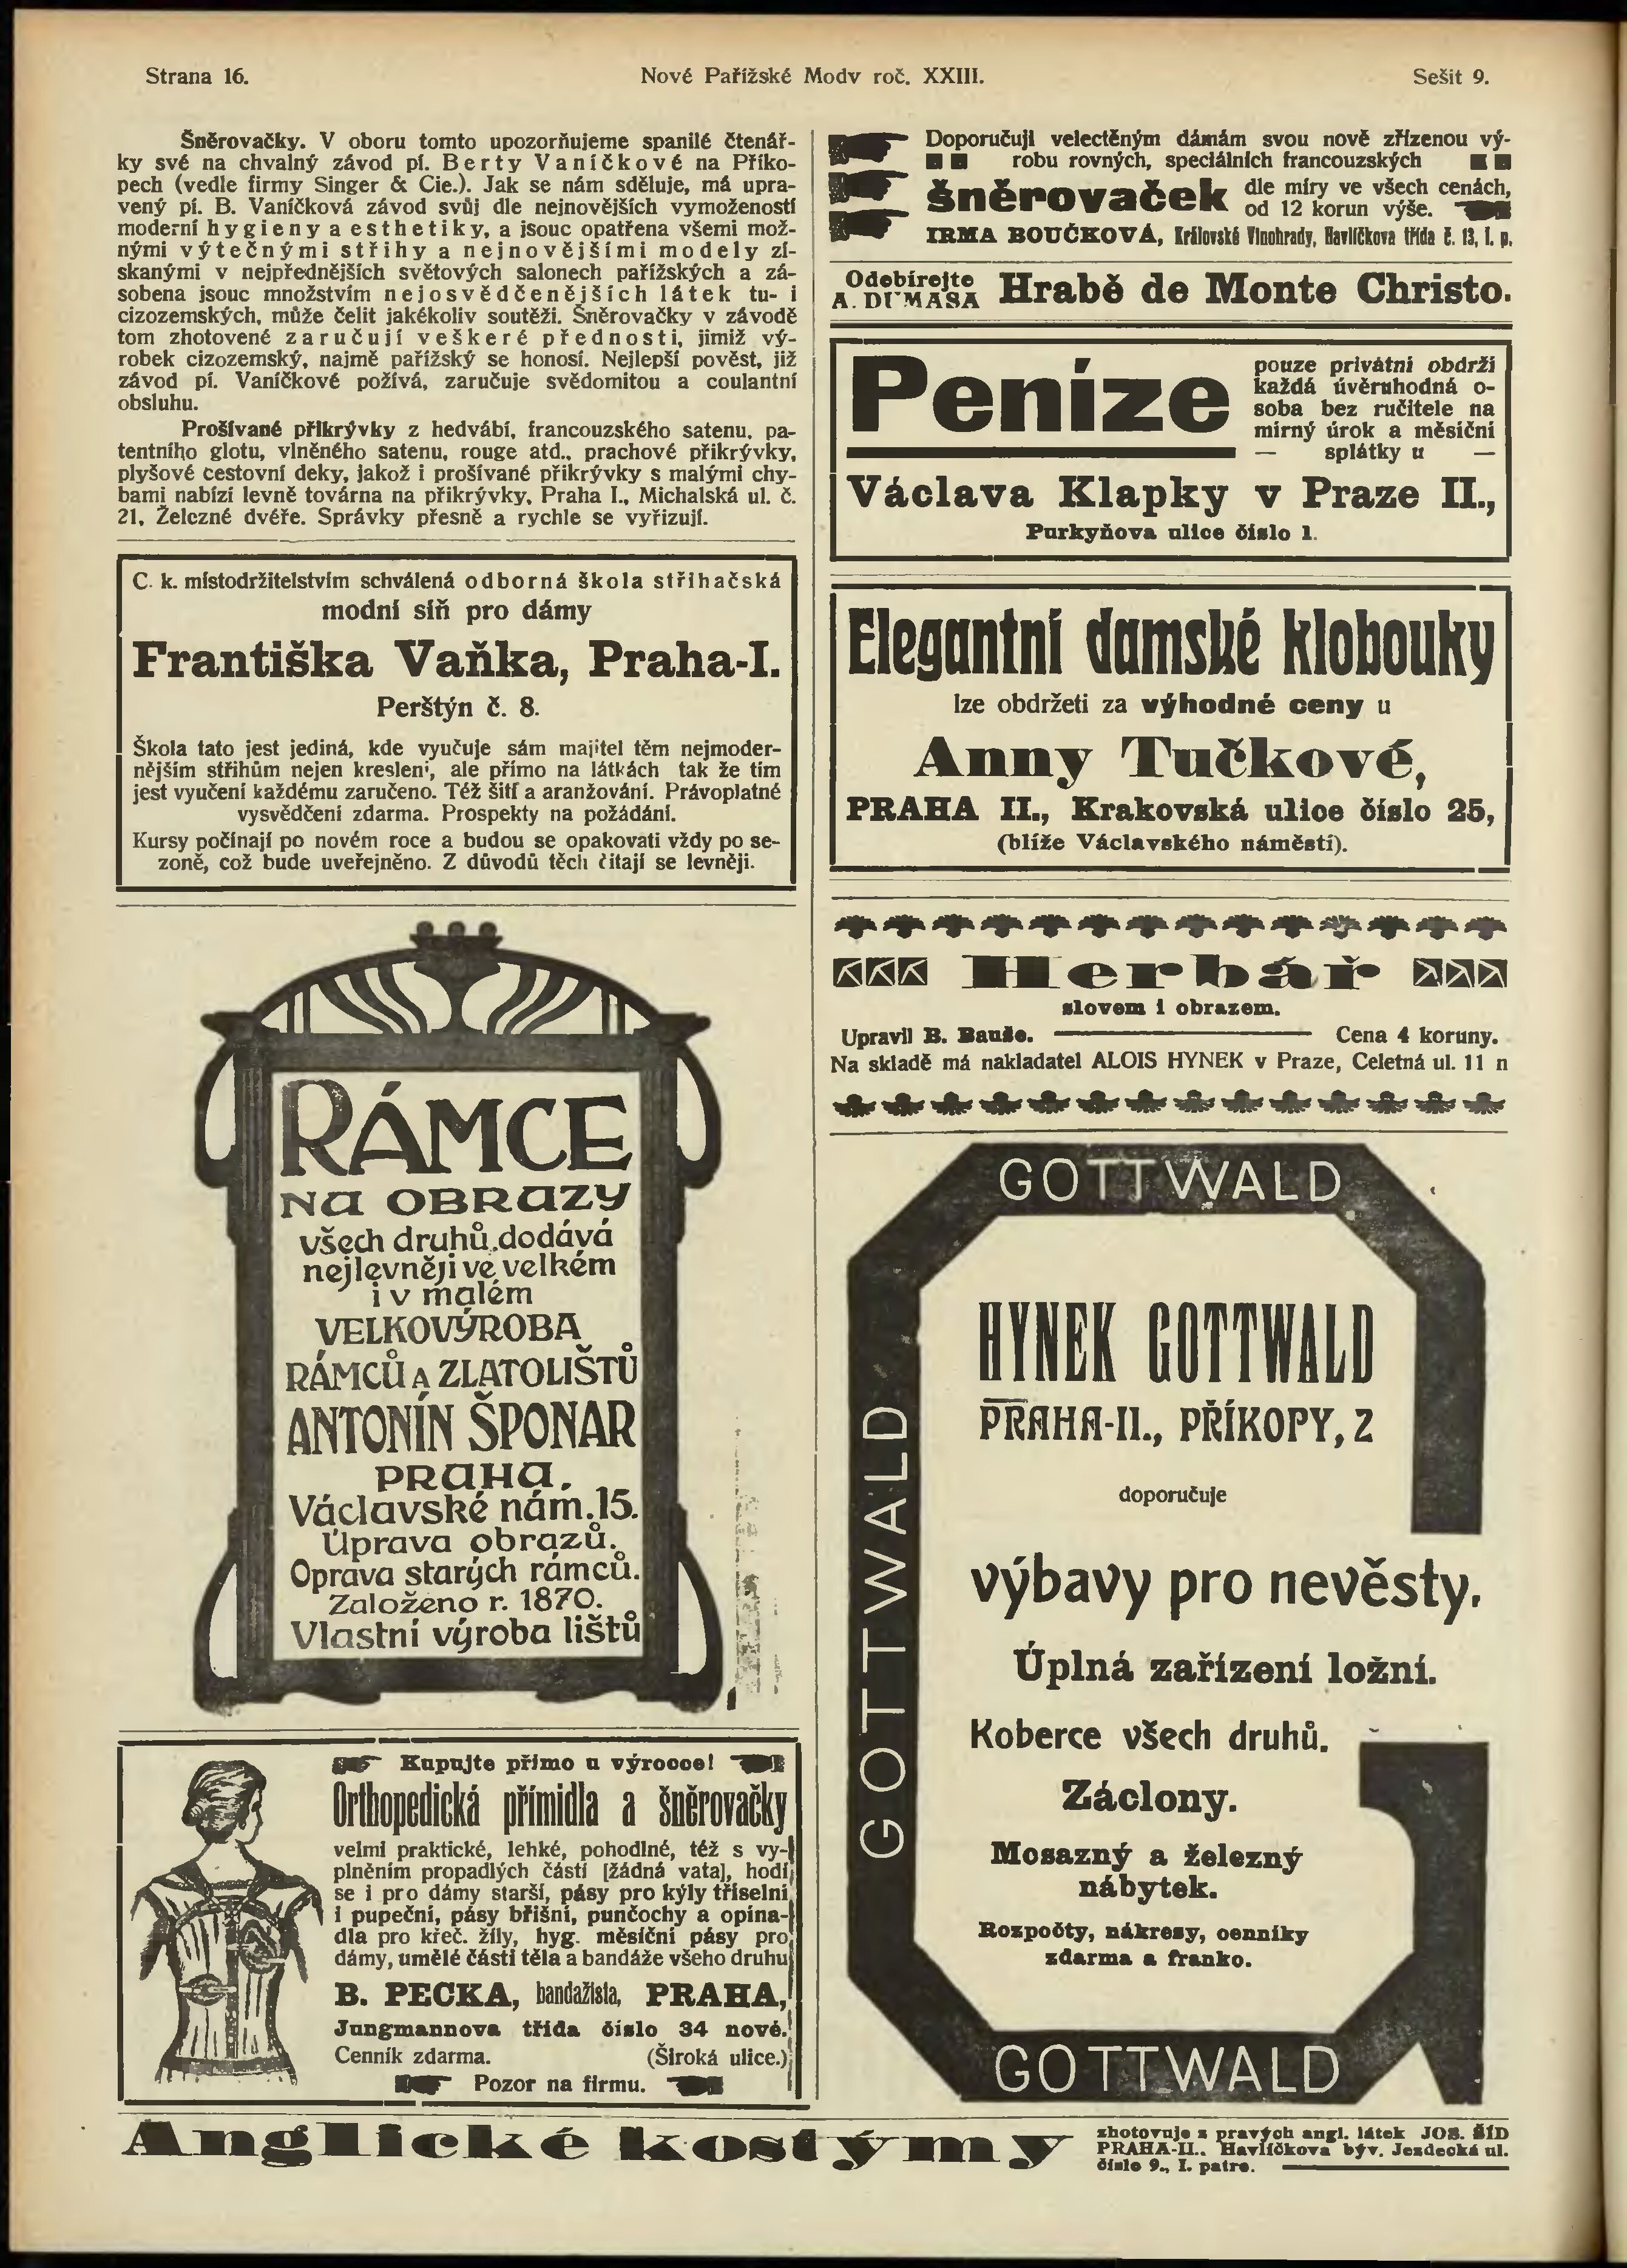 Strana 16.
Nové Pařížské Mody roč. XXIII.
Sešit 9.
Šněrovačky. V oboru tomto upozorňujeme spanilé čtenář-
ky své na chvalný závod pí. Berty Vaníčkové na Příko-
pech (vedle firmy Singer & Cie.). Jak se nám sděluje, má upra-
vený pí. B. Vaníčková závod svůj dle nejnovějších vymožeností
moderní hygieny a esthetiky, a jsouc opatřena všemi mož-
nými výtečnými střihy a nejnovějšími modely zí-
skanými v nejpřednějších světových salonech pařížských a zá-
sobena jsouc množstvím nejosvědčenějších látek tu- i
cizozemských, může čelit jakékoliv soutěži. Šněrovačky v závodě
tom zhotovené zaručují veškeré přednosti, jimiž vý-
robek cizozemský, najmě pařížský se honosí. Nejlepší pověst, již
závod pí. Vaníčkové požívá, zaručuje svědomitou a coulantní
obsluhu.
Prošívané přikrývky z hedvábí, francouzského satenu, pa-
tentního glotu, vlněného satenu, rouge atd., prachové přikrývky,
plyšové cestovní deky, jakož i prošívané přikrývky s malými chy-
bami nabízí levně továrna na přikrývky, Praha I., Michalská ul. č.
21, Železné dvéře. Správky přesně a rychle se vyřizují.
C. k. místodržitelstvím schválená odborná škola střihačská
modní síň pro dámy
Františka Vaňka, Praha-I.
Perštýn č. 8.
Škola tato jest jediná, kde vyučuje sám majitel těm nejmoder-
nějším střihům nejen kreslení, ale přímo na látkách tak že tím
jest vyučení každému zaručeno. Též šití a aranžování. Právoplatné
vysvědčení zdarma. Prospekty na požádání.
Kursy počínají po novém roce a budou se opakovati vždy po se-
zoně, což bude uveřejněno. Z důvodů těch čítají se levněji.
RÁMCE
NA OBRAZY
všech druhů dodává
nejlevněji ve velkém
i v malém
VELKOVÝROBA
RÁMCŮ A ZLATOLIŠTŮ
ANTONÍN ŠPONAR
PRAHA,
Václavské nám. 15.
Úprava obrazů.
Oprava starých rámců.
Založeno r. 1870.
Vlastní výroba lištů
Kupujte přímo u výrocce!
Orthopedická přímidla a šněrovačky
velmi praktické, lehké, pohodlné, též s vy-
plněním propadlých částí [žádná vata], hodí
se i pro dámy starší, pásy pro kýly tříselní
i pupeční, pásy břišní, punčochy a opína-
dla pro křeč. žíly, hyg. měsíční pásy pro
dámy, umělé části těla a bandáže všeho druhu
B. PECKA, bandažista, PRAHA,
Jungmannova třída číslo 34 nové.
Cenník zdarma. (Široká ulice.)
Pozor na firmu.
Doporučuji velectěným dámám svou nově zřízenou vý-
robu rovných, speciálních francouzských
šněrovaček
dle míry ve všech cenách,
od 12 korun výše.
IRMA BOUČKOVÁ, Královské Vinohrady, Havlíčkova třída č. 13, I. p.
Odebírejte
A. DUMASA
Hrabě de Monte Christo.
Peníze
pouze privátní obdrží
každá úvěruhodná o-
soba bez ručitele na
mírný úrok a měsíční
— splátky u —
Václava Klapky v Praze II.,
Purkyňova ulice číslo 1.
Elegantní damské klobouky
lze obdržeti za výhodné ceny u
Anny Tučkové,
PRAHA II., Krakovská ulice číslo 25,
(blíže Václavského náměstí).
Herbář
slovem i obrazem.
Upravil B. Bauše. Cena 4 koruny.
Na skladě má nakladatel ALOIS HYNEK v Praze, Celetná ul. 11 n
GOTTWALD
GOTTWALD
HYNEK GOTTWALD
PRAHA-II., PŘÍKOPY, 2
doporučuje
výbavy pro nevěsty.
Úplná zařízení ložní.
Koberce všech druhů.
Záclony.
Mosazný a železný
nábytek.
Rozpočty, nákresy, cenníky
zdarma a franko.
GOTTWALD
Anglické kostýmy
zhotovuje z pravých angl. látek JOS. ŠÍD
PRAHA-II., Havlíčkova býv. Jezdecká ul.
číslo 9., I. patro.